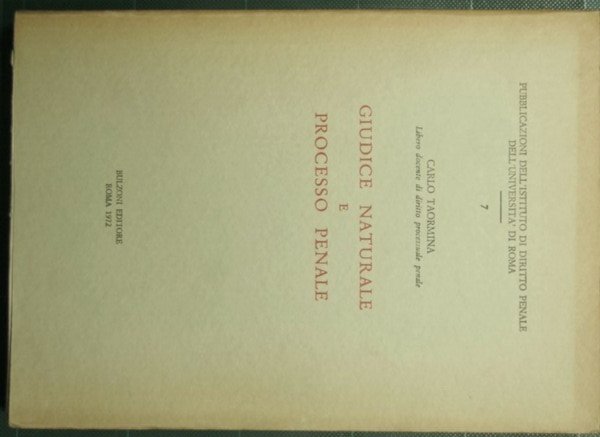 PUBBLICAZIONI DELL'ISTITUTO DI DIRITTO PENALE
DELL'UNIVERSITA' DI ROMA
7
CARLO TAORMINA
Libero docente di diritto processuale penale
GIUDICE NATURALE
E
PROCESSO PENALE
BULZONI EDITORE
ROMA 1972